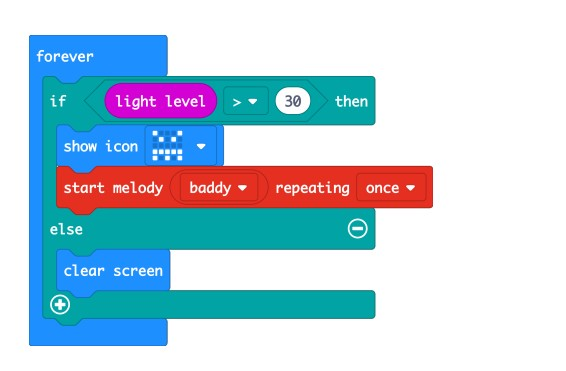 forever
if light level > 30 then
show icon
start melody baddy repeating once
else
clear screen